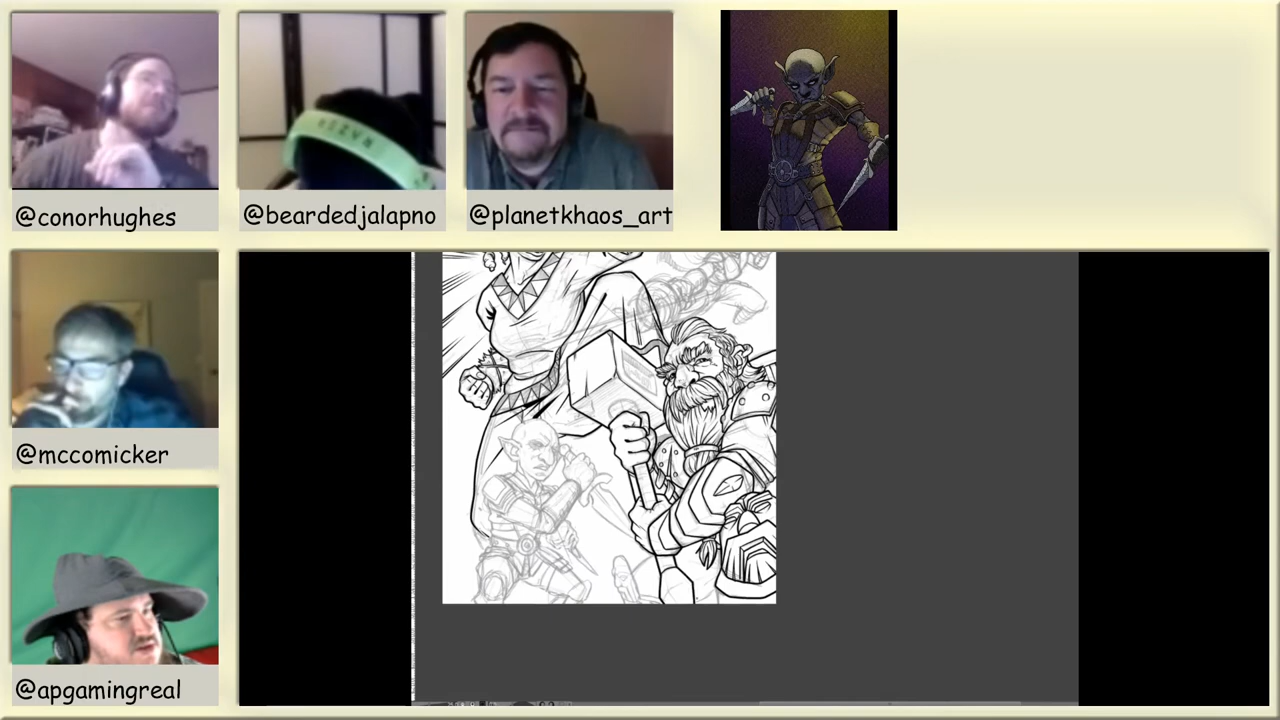 @conorhughes
@beardedjalapno
@planetkhaos_art
@mccomicker
@apgamingreal